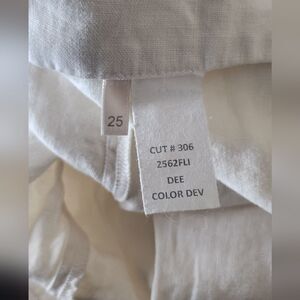 25
CUT # 306
2562FLI
DEE
COLOR DEV